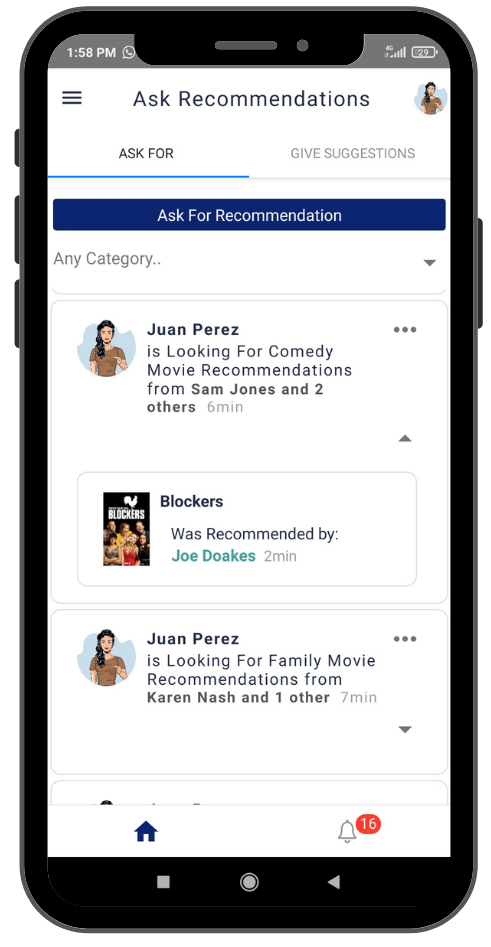 1:58 PM
4G
29
Ask Recommendations
ASK FOR
GIVE SUGGESTIONS
Ask For Recommendation
Any Category..
Juan Perez
is Looking For Comedy
Movie Recommendations
from Sam Jones and 2
others 6min
BLOCKERS
Blockers
Was Recommended by:
Joe Doakes 2min
Juan Perez
is Looking For Family Movie
Recommendations from
Karen Nash and 1 other 7min
16